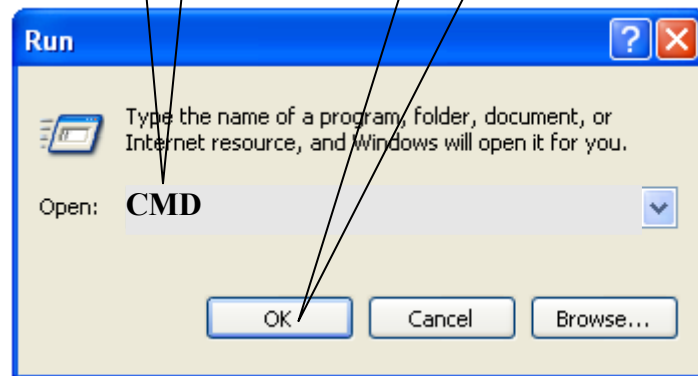 Run
Type the name of a program, folder, document, or
Internet resource, and Windows will open it for you.
Open: CMD
OK Cancel Browse...